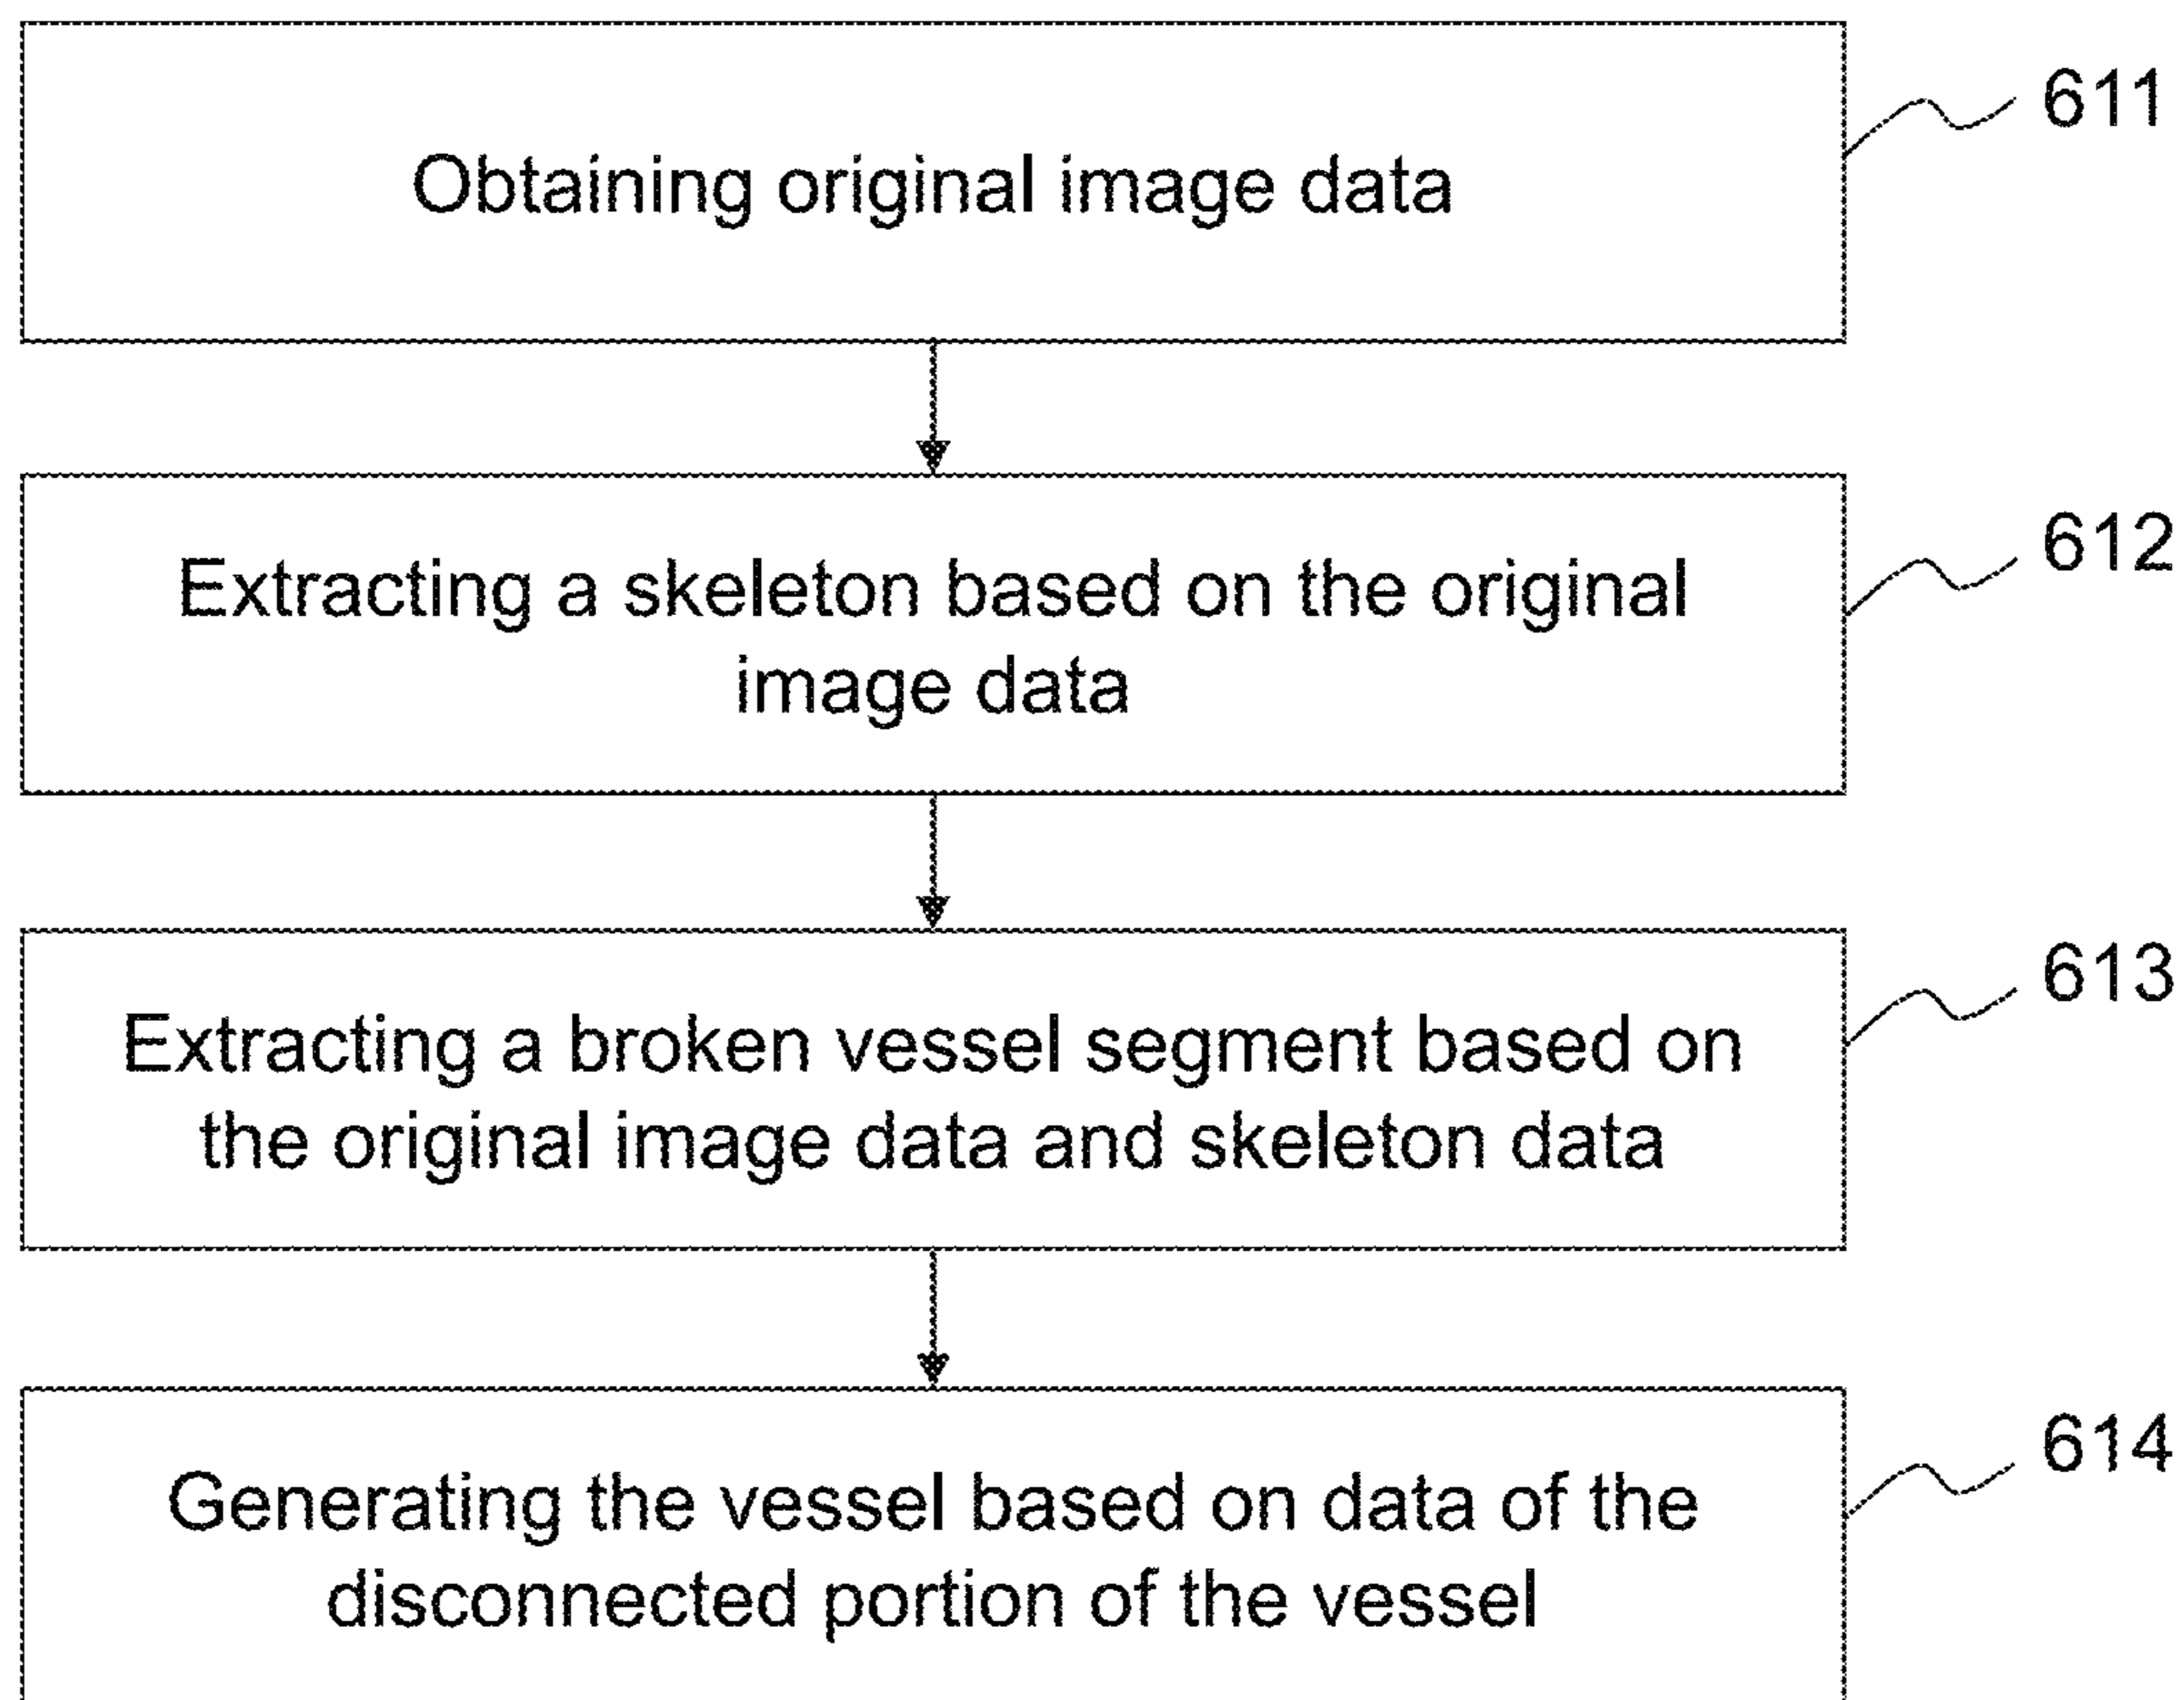 Obtaining original image data
611
Extracting a skeleton based on the original
image data
612
Extracting a broken vessel segment based on
the original image data and skeleton data
613
Generating the vessel based on data of the
disconnected portion of the vessel
614